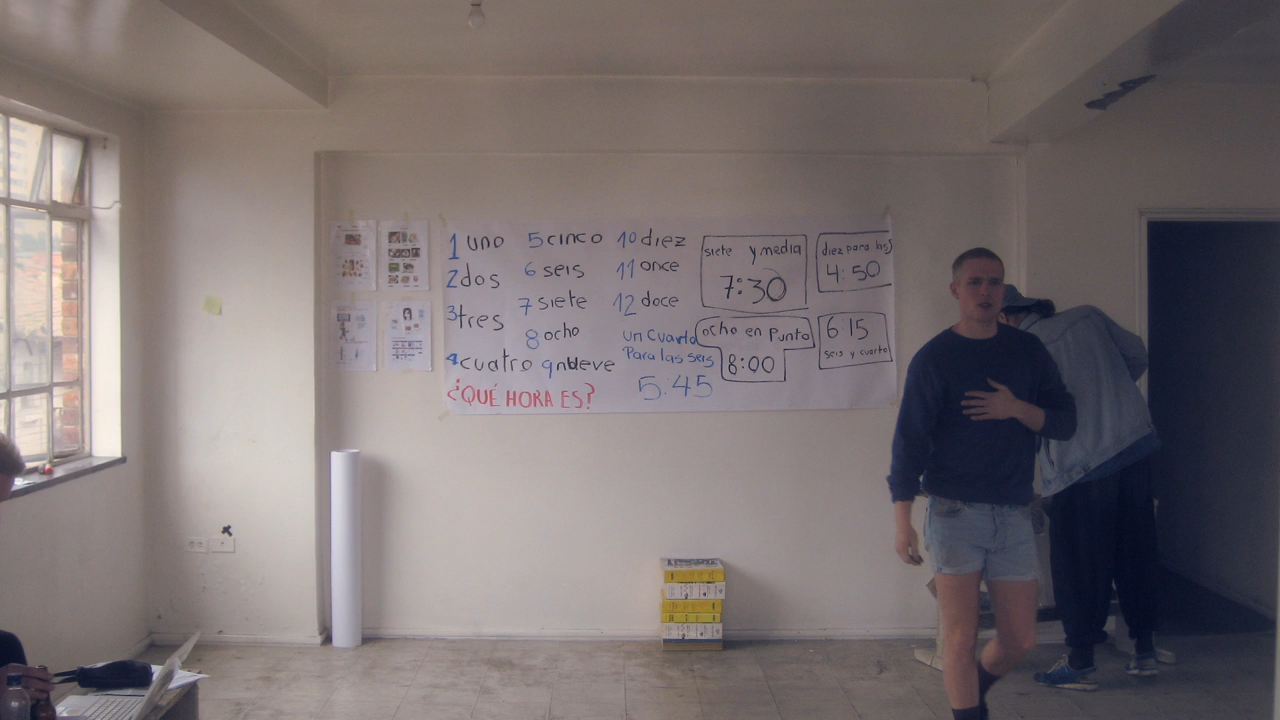 1 uno
2 dos
3 tres
4 cuatro
¿QUÉ HORA ES?
5 cinco
6 seis
7 siete
8 ocho
9 nueve
10 diez
11 once
12 doce
un cuarto
Para las seis
5:45
siete y media
7:30
ocho en punto
8:00
diez para las
4:50
6:15
seis y cuarto